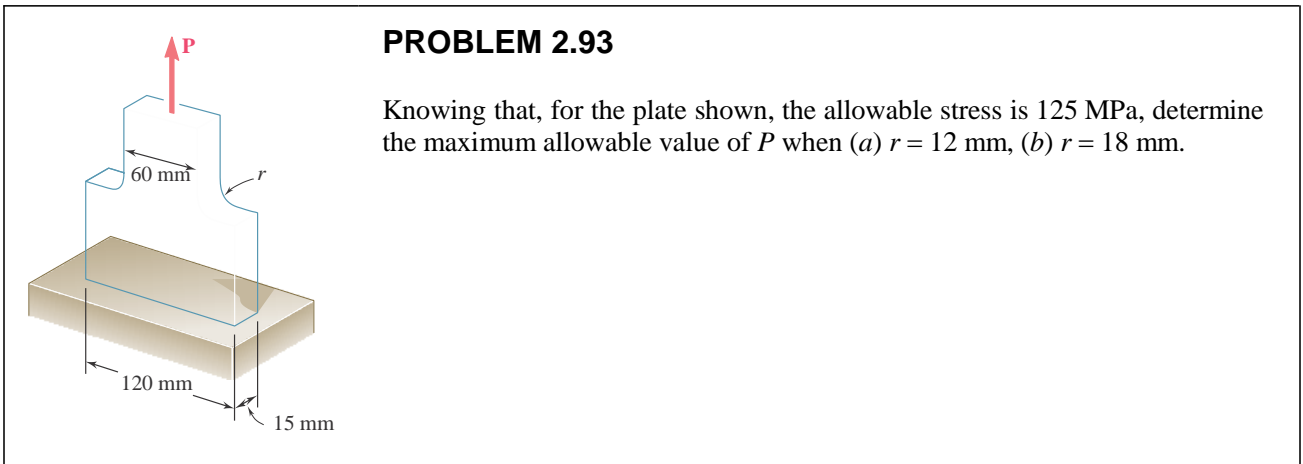 P
PROBLEM 2.93
Knowing that, for the plate shown, the allowable stress is 125 MPa, determine
the maximum allowable value of P when (a) r = 12 mm, (b) r = 18 mm.
60 mm
r
120 mm
15 mm